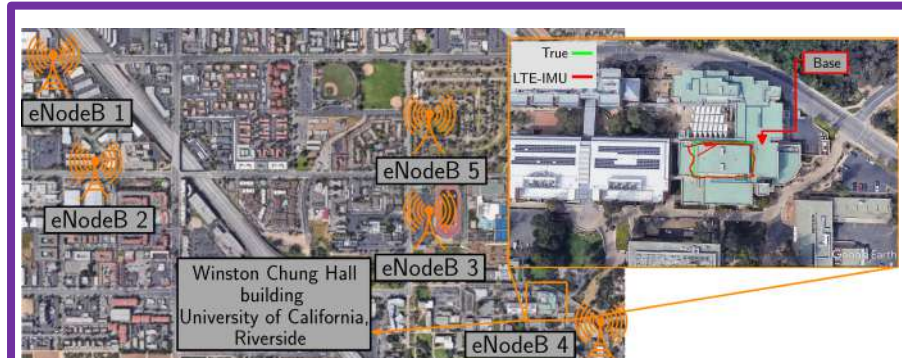 True
LTE-IMU
Base
eNodeB 1
eNodeB 5
eNodeB 2
eNodeB 3
Winston Chung Hall
building
University of California,
Riverside
eNodeB 4
Google Earth